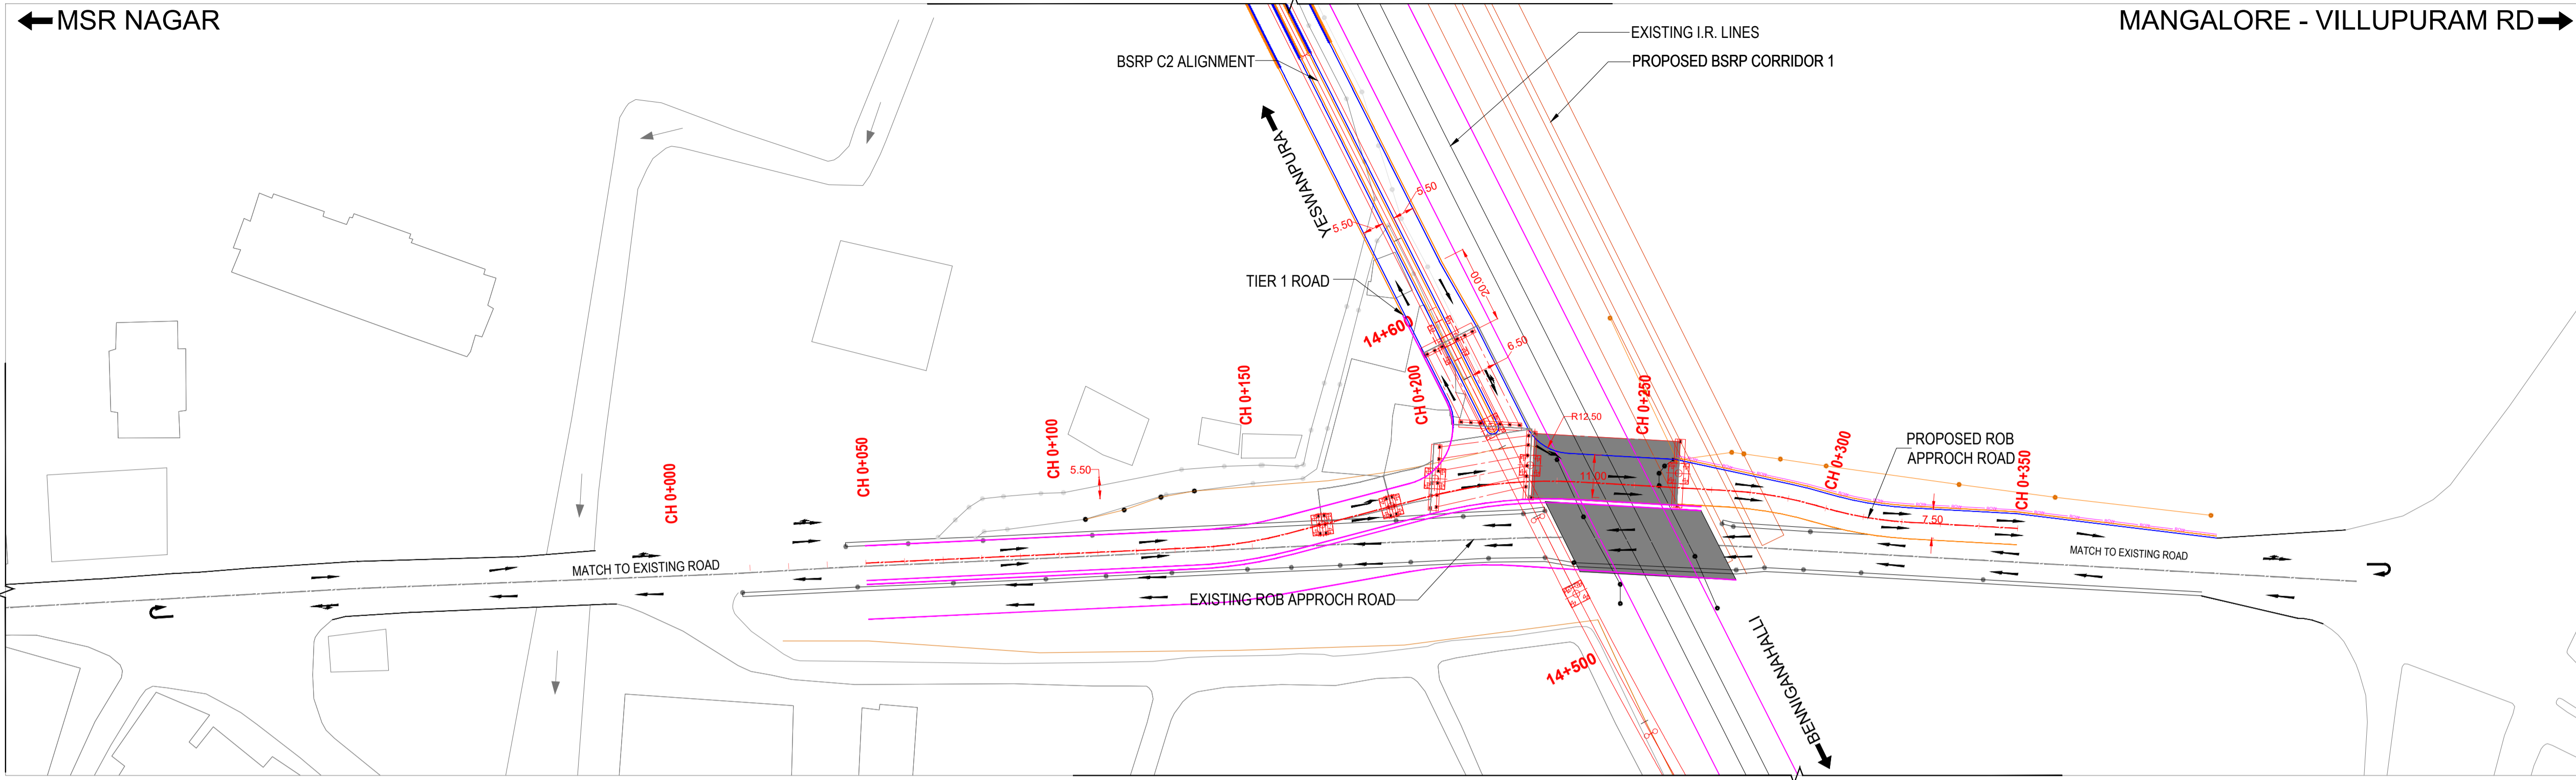 MSR NAGAR
MANGALORE - VILLUPURAM RD
EXISTING I.R. LINES
BSRP C2 ALIGNMENT
PROPOSED BSRP CORRIDOR 1
YESWANPURA
5.50
5.50
TIER 1 ROAD
20.00
14+600
6.50
CH 0+000
CH 0+050
CH 0+100
CH 0+150
CH 0+200
CH 0+250
CH 0+300
CH 0+350
R12.50
5.50
11.00
7.50
PROPOSED ROB
APPROCH ROAD
MATCH TO EXISTING ROAD
MATCH TO EXISTING ROAD
EXISTING ROB APPROCH ROAD
14+500
BENNIGANAHALLI